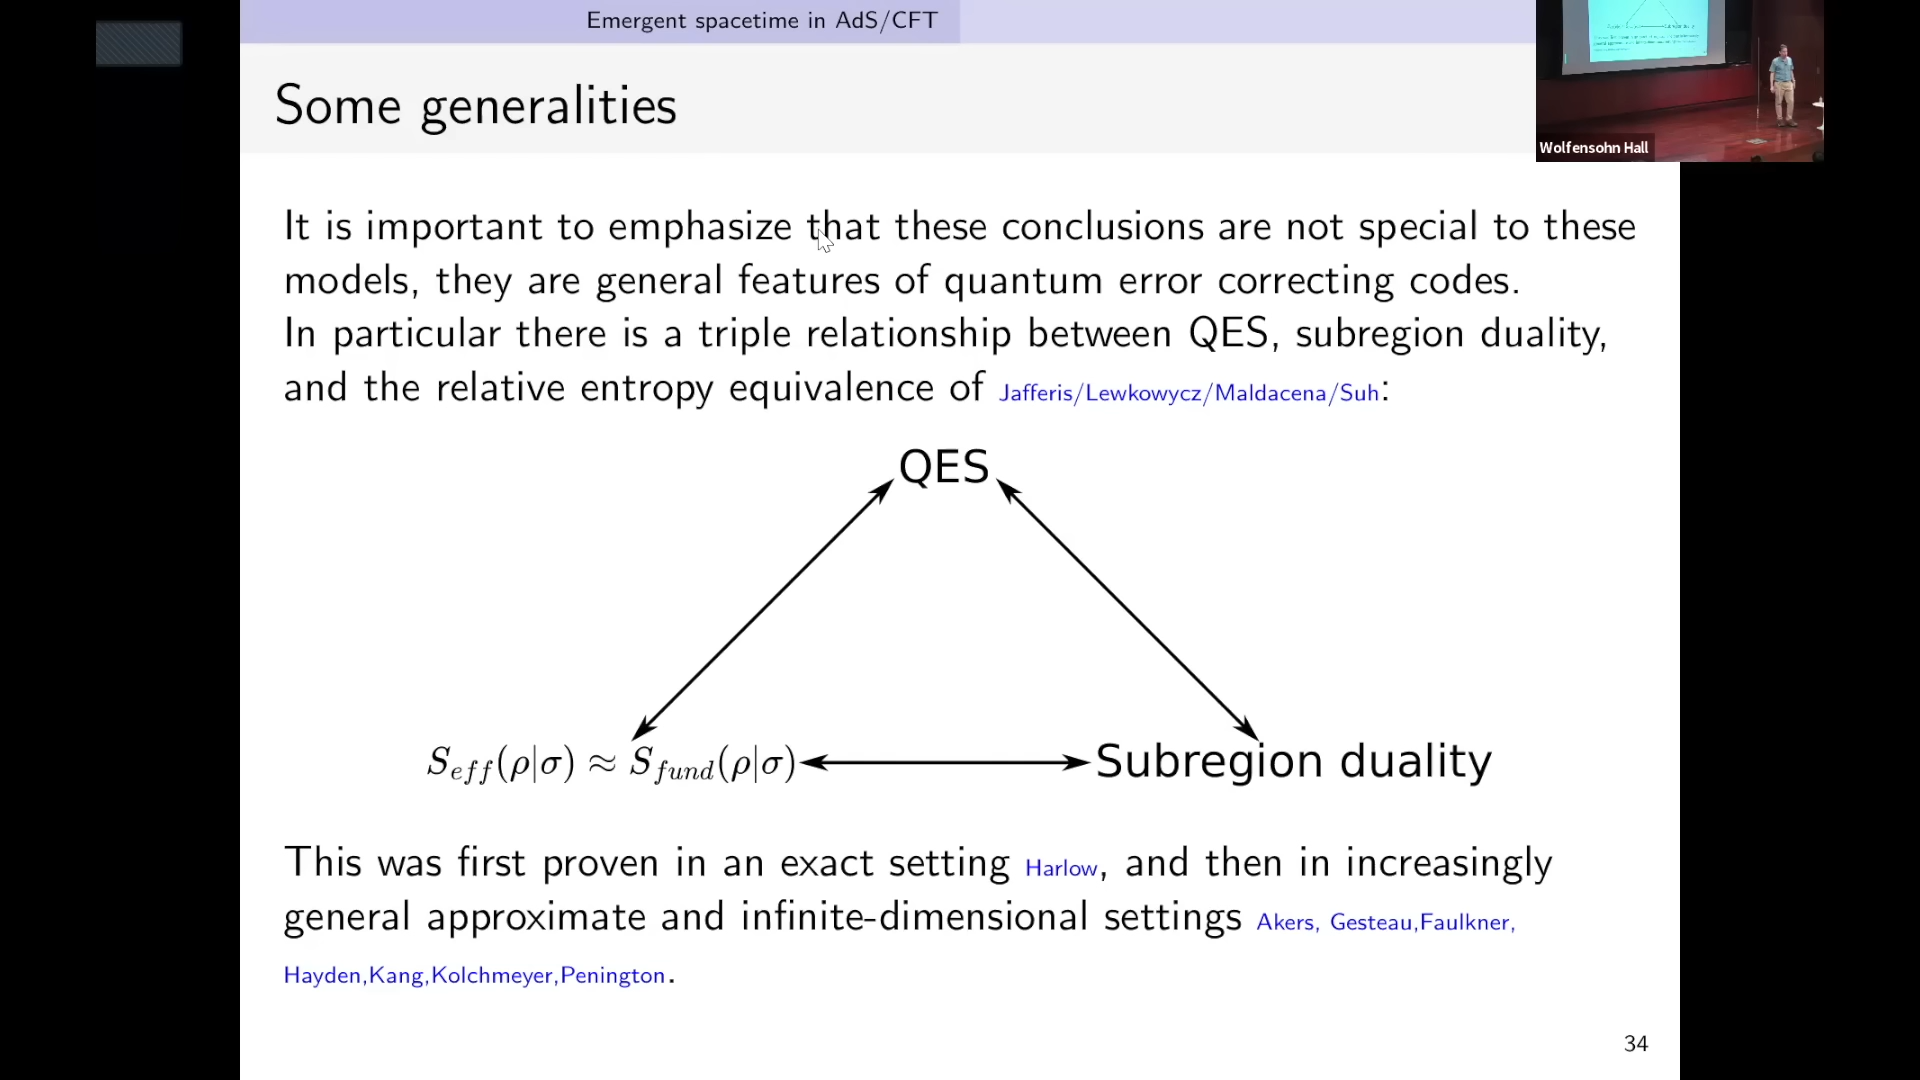 Emergent spacetime in AdS/CFT
Some generalities
Wolfensohn Hall
It is important to emphasize that these conclusions are not special to these
models, they are general features of quantum error correcting codes.
In particular there is a triple relationship between QES, subregion duality,
and the relative entropy equivalence of Jafferis/Lewkowycz/Maldacena/Suh:
QES
S_{eff}(ρ|σ) ≈ S_{fund}(ρ|σ)
Subregion duality
This was first proven in an exact setting Harlow, and then in increasingly
general approximate and infinite-dimensional settings Akers, Gesteau,Faulkner,
Hayden,Kang,Kolchmeyer,Penington.
34